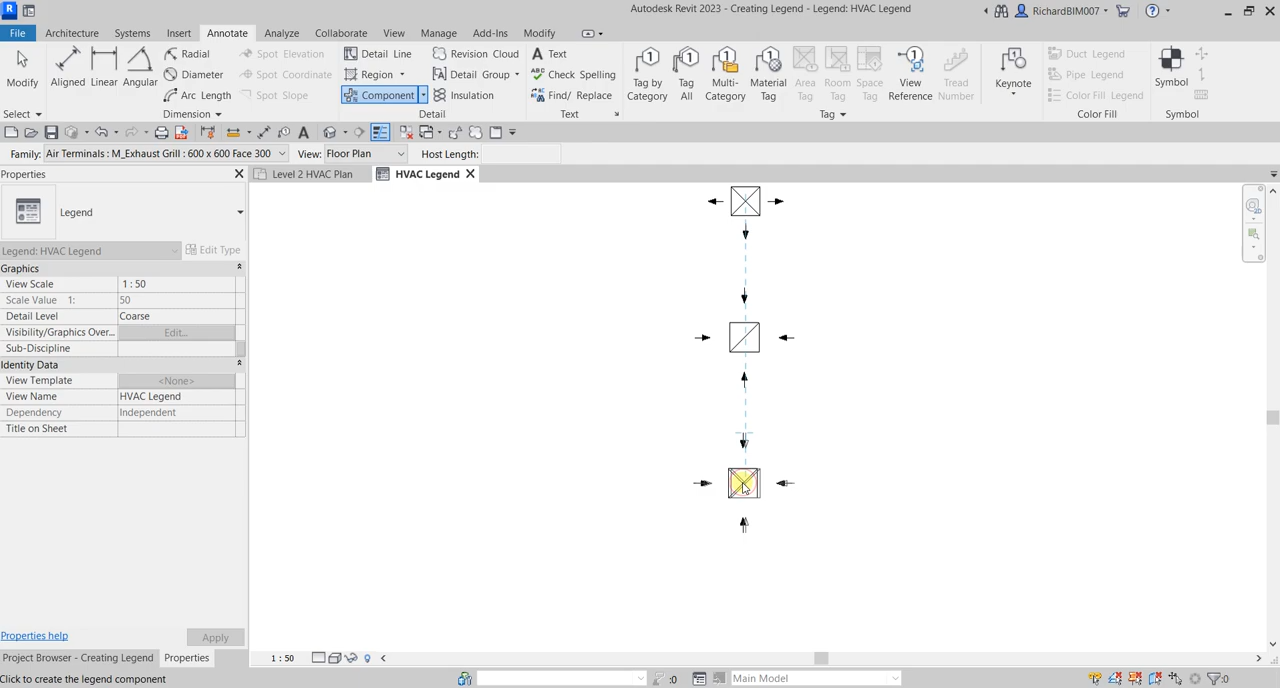 Autodesk Revit 2023 - Creating Legend - Legend: HVAC Legend
RichardBIM007
File Architecture Systems Insert Annotate Analyze Collaborate View Manage Add-Ins Modify
Modify
Aligned Linear Angular
Radial
Diameter
Arc Length
Spot Elevation
Spot Coordinate
Spot Slope
Detail Line
Region
Component
Revision Cloud
Detail Group
Insulation
Text
Check Spelling
Find/ Replace
Tag by Category
Tag All
Multi-Category
Material Tag
Area Tag
Room Tag
Space Tag
View Reference
Tread Number
Keynote
Duct Legend
Pipe Legend
Color Fill Legend
Symbol
Select Dimension Detail Text Tag Color Fill Symbol
Family: Air Terminals : M_Exhaust Grill : 600 x 600 Face 300 View: Floor Plan Host Length:
Properties
Level 2 HVAC Plan HVAC Legend
Legend
Legend: HVAC Legend Edit Type
Graphics
View Scale 1 : 50
Scale Value 1: 50
Detail Level Coarse
Visibility/Graphics Over... Edit...
Sub-Discipline
Identity Data
View Template <None>
View Name HVAC Legend
Dependency Independent
Title on Sheet
Properties help Apply
Project Browser - Creating Legend Properties
1 : 50
Click to create the legend component
:0
Main Model
:0